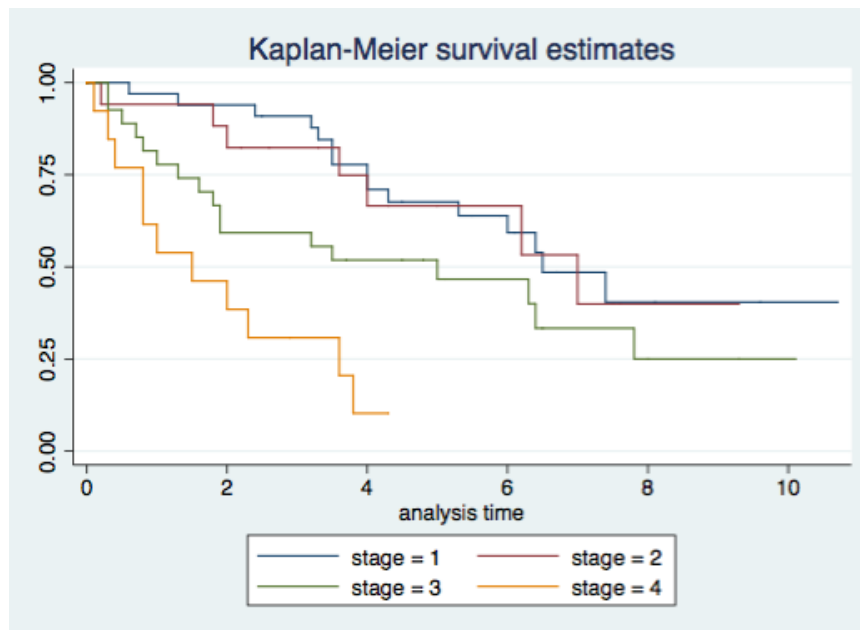 Kaplan-Meier survival estimates
1.00
0.75
0.50
0.25
0.00
0 2 4 6 8 10
analysis time
stage = 1 stage = 2
stage = 3 stage = 4